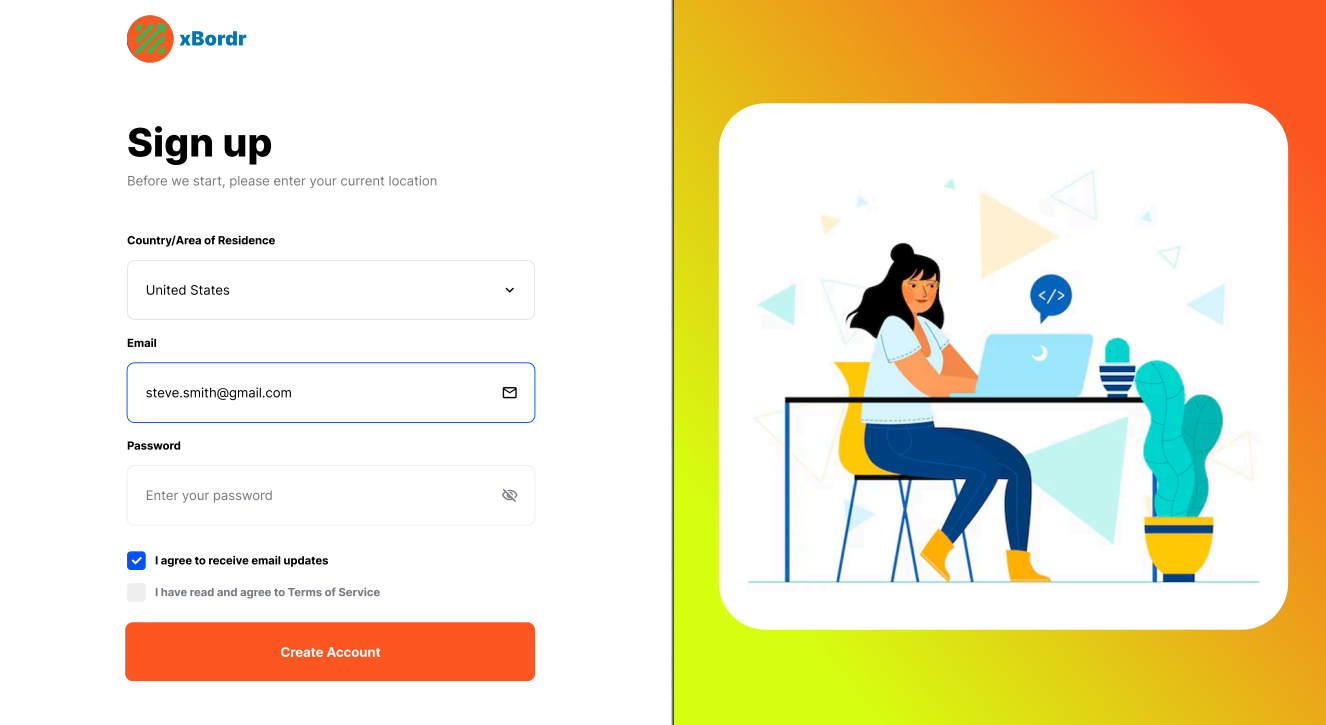 xBordr
Sign up
Before we start, please enter your current location
Country/Area of Residence
United States
Email
steve.smith@gmail.com
Password
Enter your password
I agree to receive email updates
I have read and agree to Terms of Service
Create Account
</>